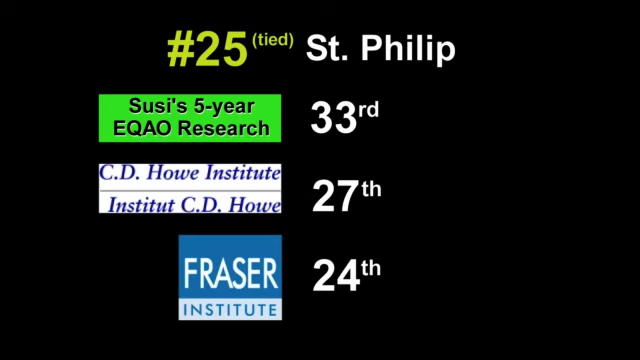 #25 (tied) St. Philip
Susi's 5-year
EQAO Research
33rd
C.D. Howe Institute
Institut C.D. Howe
27th
FRASER
INSTITUTE
24th